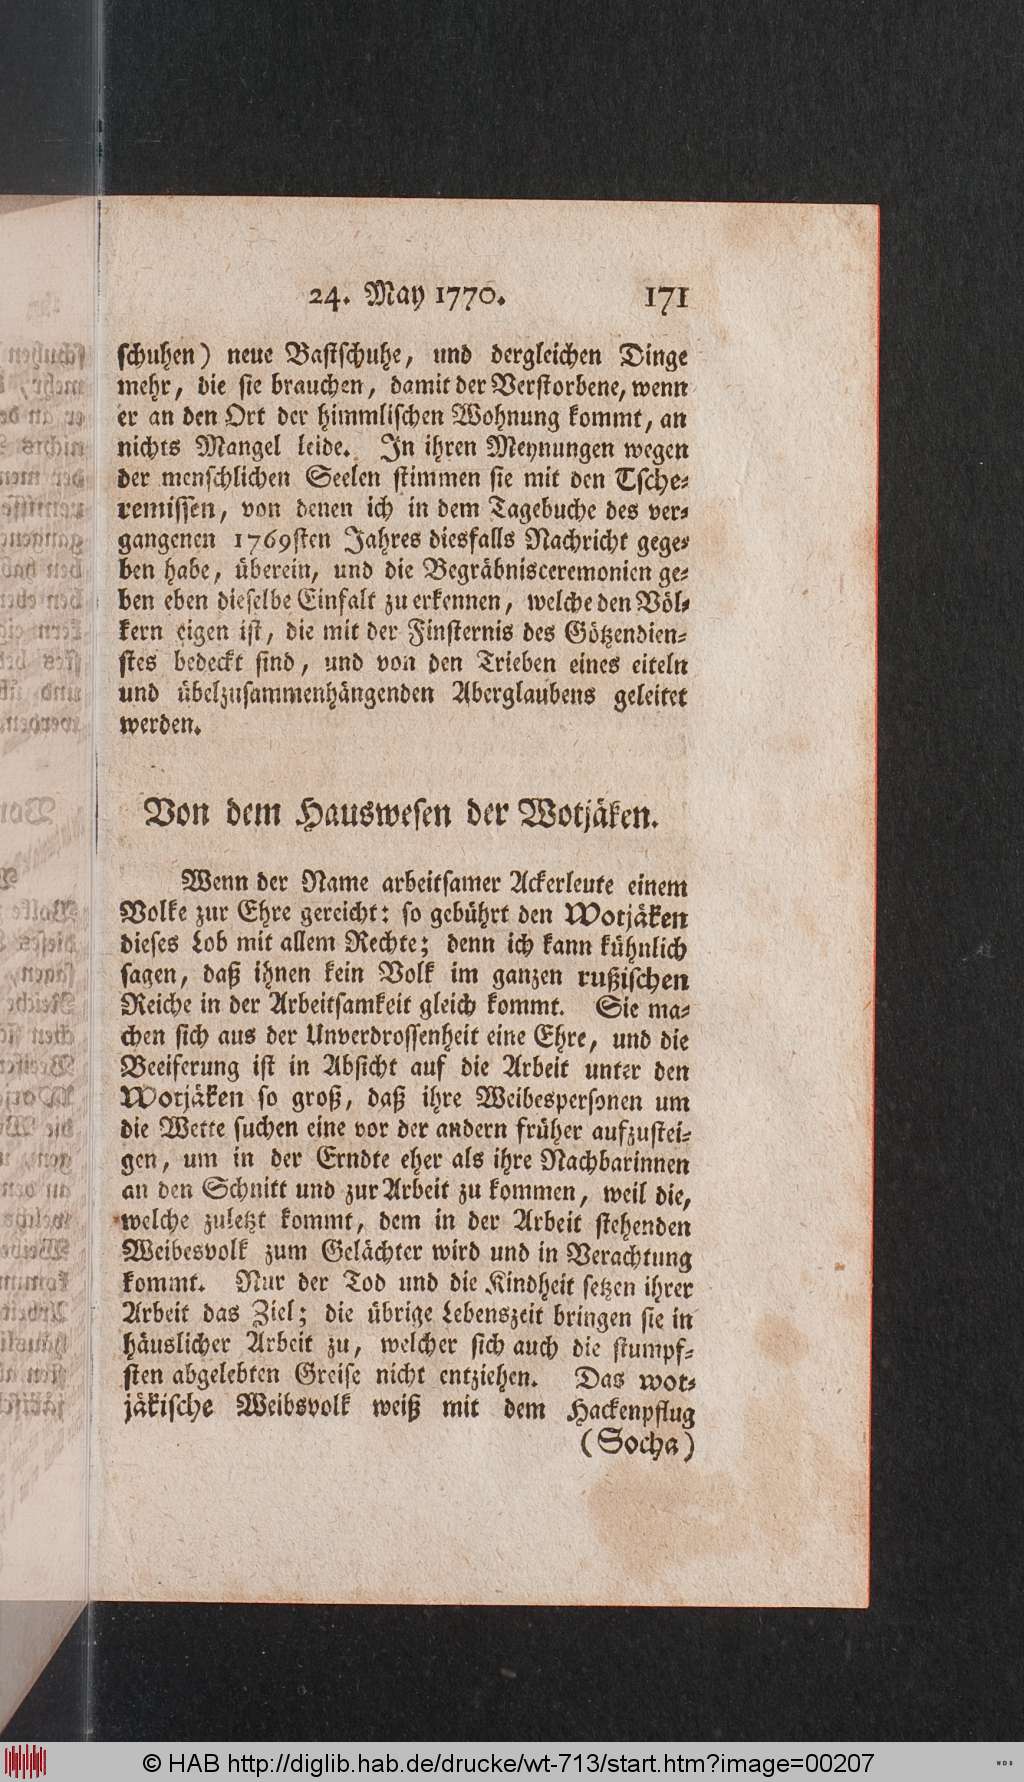 24. May 1770. 171
schuhen) neue Bastschuhe, und dergleichen Dinge
mehr, die sie brauchen, damit der Verstorbene, wenn
er an den Ort der himmlischen Wohnung kommt, an
nichts Mangel leide. In ihren Meynungen wegen
der menschlichen Seelen stimmen sie mit den Tsche-
remissen, von denen ich in dem Tagebuche des ver-
gangenen 1769sten Jahres diesfalls Nachricht gege-
ben habe, überein, und die Begräbnisceremonien ge-
ben eben dieselbe Einfalt zu erkennen, welche den Völ-
kern eigen ist, die mit der Finsternis des Götzendien-
stes bedeckt sind, und von den Trieben eines eiteln
und übelzusammenhängenden Aberglaubens geleitet
werden.
Von dem Hauswesen der Wotjäken.
Wenn der Name arbeitsamer Ackerleute einem
Volke zur Ehre gereicht: so gebührt den Wotjäken
dieses Lob mit allem Rechte; denn ich kann kühnlich
sagen, daß ihnen kein Volk im ganzen rußischen
Reiche in der Arbeitsamkeit gleich kommt. Sie ma-
chen sich aus der Unverdrossenheit eine Ehre, und die
Beeiferung ist in Absicht auf die Arbeit unter den
Wotjäken so groß, daß ihre Weibespersonen um
die Wette suchen eine vor der andern früher aufzustei-
gen, um in der Erndte eher als ihre Nachbarinnen
an den Schnitt und zur Arbeit zu kommen, weil die,
welche zuletzt kommt, dem in der Arbeit stehenden
Weibesvolk zum Gelächter wird und in Verachtung
kommt. Nur der Tod und die Kindheit setzen ihrer
Arbeit das Ziel; die übrige Lebenszeit bringen sie in
häuslicher Arbeit zu, welcher sich auch die stumpf-
sten abgelebten Greise nicht entziehen. Das wot-
jäkische Weibsvolk weiß mit dem Hackenpflug
(Socha)
© HAB http://diglib.hab.de/drucke/wt-713/start.htm?image=00207